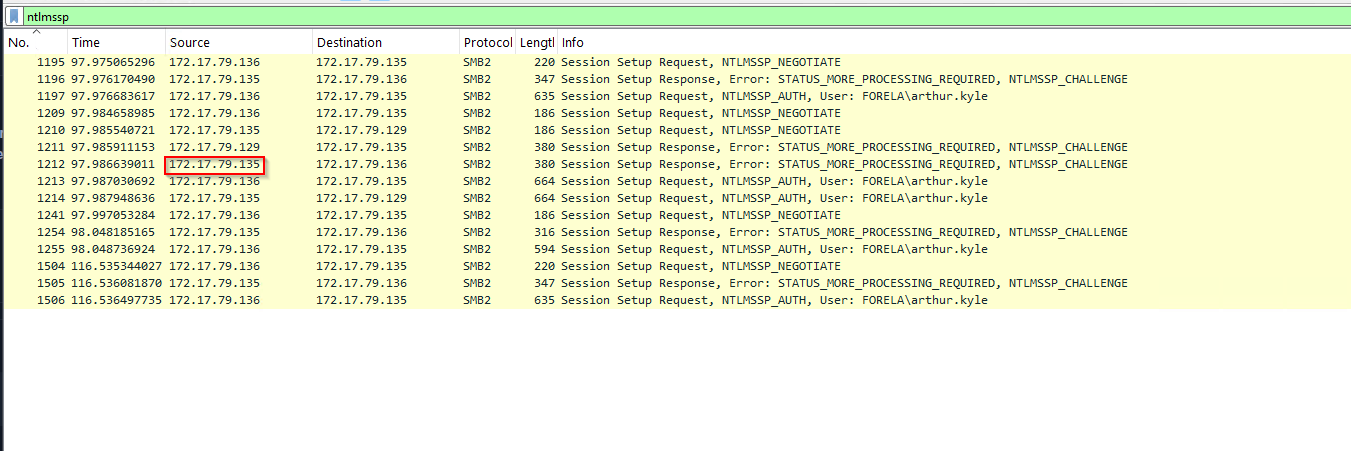 ntlmssp
No. Time Source Destination Protocol Lengtl Info
1195 97.975065296 172.17.79.136 172.17.79.135 SMB2 220 Session Setup Request, NTLMSSP_NEGOTIATE
1196 97.976170490 172.17.79.135 172.17.79.136 SMB2 347 Session Setup Response, Error: STATUS_MORE_PROCESSING_REQUIRED, NTLMSSP_CHALLENGE
1197 97.976683617 172.17.79.136 172.17.79.135 SMB2 635 Session Setup Request, NTLMSSP_AUTH, User: FORELA\arthur.kyle
1209 97.984658985 172.17.79.136 172.17.79.135 SMB2 186 Session Setup Request, NTLMSSP_NEGOTIATE
1210 97.985540721 172.17.79.135 172.17.79.129 SMB2 186 Session Setup Request, NTLMSSP_NEGOTIATE
1211 97.985911153 172.17.79.129 172.17.79.135 SMB2 380 Session Setup Response, Error: STATUS_MORE_PROCESSING_REQUIRED, NTLMSSP_CHALLENGE
1212 97.986639011 172.17.79.135 172.17.79.136 SMB2 380 Session Setup Response, Error: STATUS_MORE_PROCESSING_REQUIRED, NTLMSSP_CHALLENGE
1213 97.987030692 172.17.79.136 172.17.79.135 SMB2 664 Session Setup Request, NTLMSSP_AUTH, User: FORELA\arthur.kyle
1214 97.987948636 172.17.79.135 172.17.79.129 SMB2 664 Session Setup Request, NTLMSSP_AUTH, User: FORELA\arthur.kyle
1241 97.997053284 172.17.79.136 172.17.79.135 SMB2 186 Session Setup Request, NTLMSSP_NEGOTIATE
1254 98.048185165 172.17.79.135 172.17.79.136 SMB2 316 Session Setup Response, Error: STATUS_MORE_PROCESSING_REQUIRED, NTLMSSP_CHALLENGE
1255 98.048736924 172.17.79.136 172.17.79.135 SMB2 594 Session Setup Request, NTLMSSP_AUTH, User: FORELA\arthur.kyle
1504 116.535344027 172.17.79.136 172.17.79.135 SMB2 220 Session Setup Request, NTLMSSP_NEGOTIATE
1505 116.536081870 172.17.79.135 172.17.79.136 SMB2 347 Session Setup Response, Error: STATUS_MORE_PROCESSING_REQUIRED, NTLMSSP_CHALLENGE
1506 116.536497735 172.17.79.136 172.17.79.135 SMB2 635 Session Setup Request, NTLMSSP_AUTH, User: FORELA\arthur.kyle